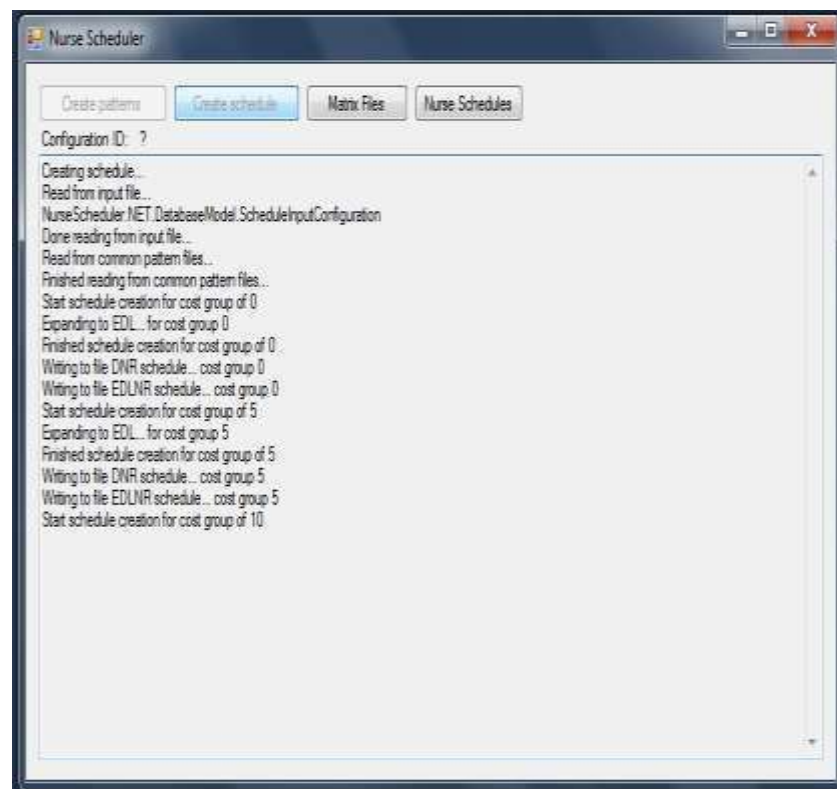 Nurse Scheduler
Create patterns Create schedule Matrix Files Nurse Schedules
Configuration ID: ?
Creating schedule...
Read from input file...
NurseScheduler.NET.DatabaseModel.ScheduleInputConfiguration
Done reading from input file...
Read from common pattern files...
Finished reading from common pattern files...
Start schedule creation for cost group of 0
Expanding to EDL... for cost group 0
Finished schedule creation for cost group of 0
Writing to file DNR schedule... cost group 0
Writing to file EDLNR schedule... cost group 0
Start schedule creation for cost group of 5
Expanding to EDL... for cost group 5
Finished schedule creation for cost group of 5
Writing to file DNR schedule... cost group 5
Writing to file EDLNR schedule... cost group 5
Start schedule creation for cost group of 10